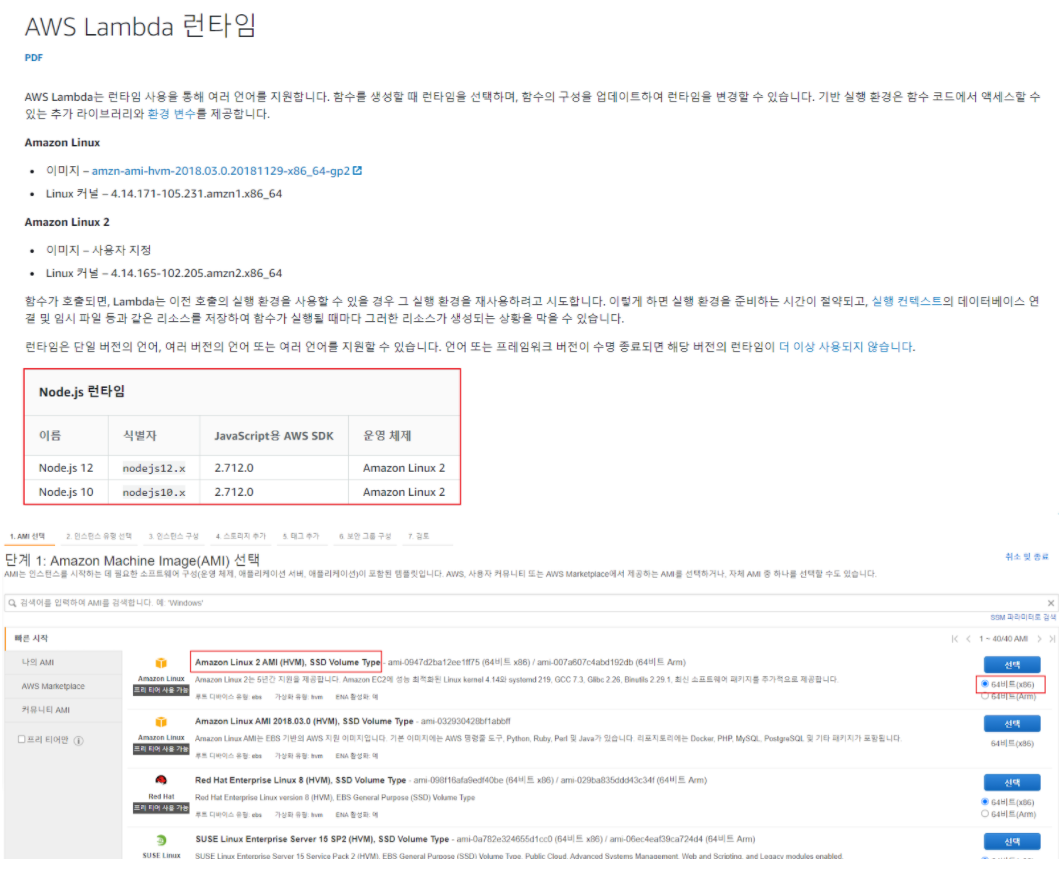 AWS Lambda 런타임
PDF
AWS Lambda는 런타임 사용을 통해 여러 언어를 지원합니다. 함수를 생성할 때 런타임을 선택하며, 함수의 구성을 업데이트하여 런타임을 변경할 수 있습니다. 기반 실행 환경은 함수 코드에서 액세스할 수
있는 추가 라이브러리와 환경 변수를 제공합니다.
Amazon Linux
• 이미지 – amzn-ami-hvm-2018.03.0.20181129-x86_64-gp2
• Linux 커널 – 4.14.171-105.231.amzn1.x86_64
Amazon Linux 2
• 이미지 – 사용자 지정
• Linux 커널 – 4.14.165-102.205.amzn2.x86_64
함수가 호출되면, Lambda는 이전 호출의 실행 환경을 사용할 수 있을 경우 그 실행 환경을 재사용하려고 시도합니다. 이렇게 하면 실행 환경을 준비하는 시간이 절약되고, 실행 컨텍스트의 데이터베이스 연
결 및 임시 파일 등과 같은 리소스를 저장하여 함수가 실행될 때마다 그러한 리소스가 생성되는 상황을 막을 수 있습니다.
런타임은 단일 버전의 언어, 여러 버전의 언어 또는 여러 언어를 지원할 수 있습니다. 언어 또는 프레임워크 버전이 수명 종료되면 해당 버전의 런타임이 더 이상 사용되지 않습니다.
Node.js 런타임
이름 식별자 JavaScript용 AWS SDK 운영 체제
Node.js 12 nodejs12.x 2.712.0 Amazon Linux 2
Node.js 10 nodejs10.x 2.712.0 Amazon Linux 2
1. AMI 선택 2. 인스턴스 유형 선택 3. 인스턴스 구성 4. 스토리지 추가 5. 태그 추가 6. 보안 그룹 구성 7. 검토
단계 1: Amazon Machine Image(AMI) 선택
취소 및 종료
AMI는 인스턴스를 시작하는 데 필요한 소프트웨어 구성(운영 체제, 애플리케이션 서버, 애플리케이션)이 포함된 템플릿입니다. AWS, 사용자 커뮤니티 또는 AWS Marketplace에서 제공하는 AMI를 선택하거나, 자체 AMI 중 하나를 선택할 수도 있습니다.
검색어를 입력하여 AMI를 검색합니다. 예: 'Windows'
SSM 파라미터로 검색
빠른 시작
1 ~ 40/40 AMI
나의 AMI
AWS Marketplace
커뮤니티 AMI
프리 티어만
Amazon Linux
프리 티어 사용 가능
Amazon Linux 2 AMI (HVM), SSD Volume Type - ami-0947d2ba12ee1ff75 (64비트 x86) / ami-007a607c4abd192db (64비트 Arm)
Amazon Linux 2는 5년간 지원을 제공합니다. Amazon EC2에 성능 최적화된 Linux kernel 4.14와 systemd 219, GCC 7.3, Glibc 2.26, Binutils 2.29.1, 최신 소프트웨어 패키지를 추가적으로 제공합니다.
루트 디바이스 유형: ebs 가상화 유형: hvm ENA 활성화: 예
선택
64비트(x86)
64비트(Arm)
Amazon Linux
프리 티어 사용 가능
Amazon Linux AMI 2018.03.0 (HVM), SSD Volume Type - ami-032930428bf1abbff
Amazon Linux AMI는 EBS 기반의 AWS 지원 이미지입니다. 기본 이미지에는 AWS 명령줄 도구, Python, Ruby, Perl 및 Java가 있습니다. 리포지토리에는 Docker, PHP, MySQL, PostgreSQL 및 기타 패키지가 포함됩니다.
루트 디바이스 유형: ebs 가상화 유형: hvm ENA 활성화: 예
선택
64비트(x86)
Red Hat
프리 티어 사용 가능
Red Hat Enterprise Linux 8 (HVM), SSD Volume Type - ami-098f16afa9edf40be (64비트 x86) / ami-029ba835ddd43c34f (64비트 Arm)
Red Hat Enterprise Linux version 8 (HVM), EBS General Purpose (SSD) Volume Type
루트 디바이스 유형: ebs 가상화 유형: hvm ENA 활성화: 예
선택
64비트(x86)
64비트(Arm)
SUSE Linux
SUSE Linux Enterprise Server 15 SP2 (HVM), SSD Volume Type - ami-0a782e324655d1cc0 (64비트 x86) / ami-06ec4eaf39ca724d4 (64비트 Arm)
SUSE Linux Enterprise Server 15 Service Pack 2 (HVM), EBS General Purpose (SSD) Volume Type. Public Cloud, Advanced Systems Management, Web and Scripting, and Legacy modules enabled.
선택